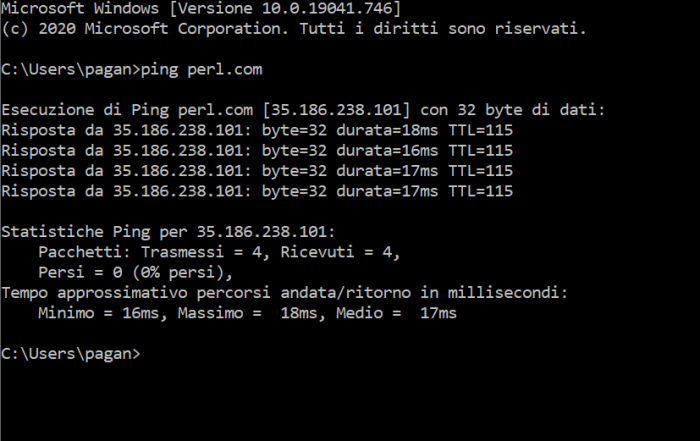 Microsoft Windows [Versione 10.0.19041.746]
(c) 2020 Microsoft Corporation. Tutti i diritti sono riservati.
C:\Users\pagan>ping perl.com
Esecuzione di Ping perl.com [35.186.238.101] con 32 byte di dati:
Risposta da 35.186.238.101: byte=32 durata=18ms TTL=115
Risposta da 35.186.238.101: byte=32 durata=16ms TTL=115
Risposta da 35.186.238.101: byte=32 durata=17ms TTL=115
Risposta da 35.186.238.101: byte=32 durata=17ms TTL=115
Statistiche Ping per 35.186.238.101:
    Pacchetti: Trasmessi = 4, Ricevuti = 4,
    Persi = 0 (0% persi),
Tempo approssimativo percorsi andata/ritorno in millisecondi:
    Minimo = 16ms, Massimo =  18ms, Medio =  17ms
C:\Users\pagan>